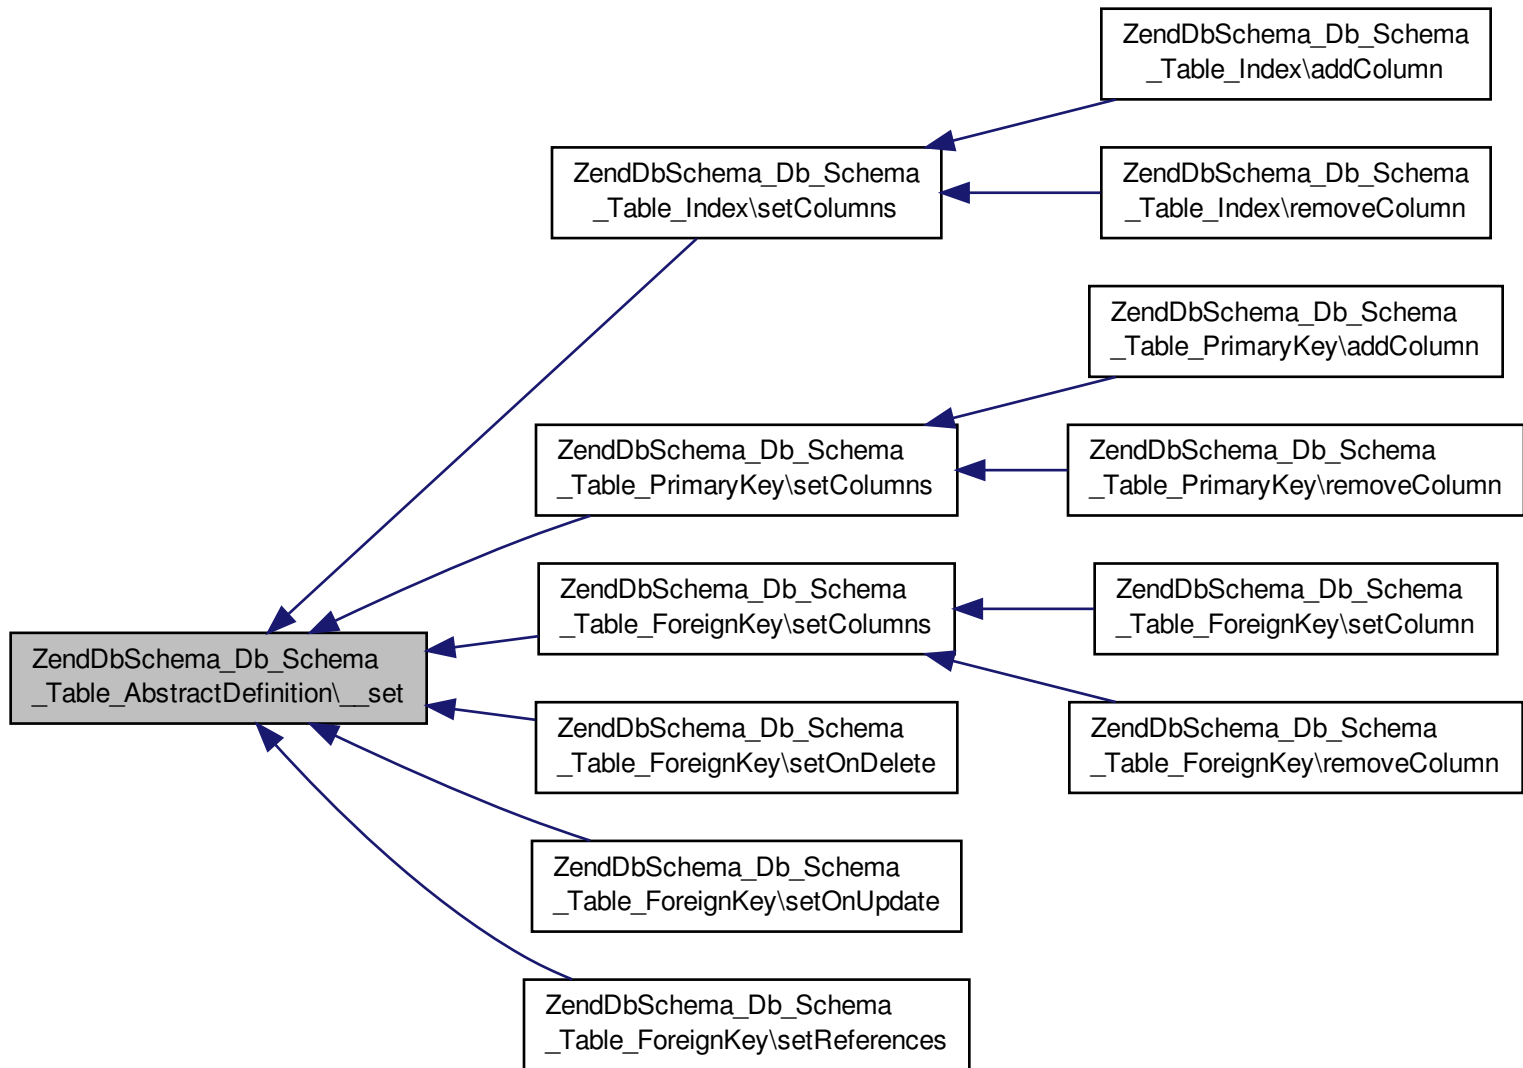 ZendDbSchema_Db_Schema
_Table_Index\addColumn
ZendDbSchema_Db_Schema
_Table_Index\setColumns
ZendDbSchema_Db_Schema
_Table_Index\removeColumn
ZendDbSchema_Db_Schema
_Table_PrimaryKey\addColumn
ZendDbSchema_Db_Schema
_Table_PrimaryKey\setColumns
ZendDbSchema_Db_Schema
_Table_PrimaryKey\removeColumn
ZendDbSchema_Db_Schema
_Table_ForeignKey\setColumns
ZendDbSchema_Db_Schema
_Table_ForeignKey\setColumn
ZendDbSchema_Db_Schema
_Table_AbstractDefinition\__set
ZendDbSchema_Db_Schema
_Table_ForeignKey\setOnDelete
ZendDbSchema_Db_Schema
_Table_ForeignKey\removeColumn
ZendDbSchema_Db_Schema
_Table_ForeignKey\setOnUpdate
ZendDbSchema_Db_Schema
_Table_ForeignKey\setReferences